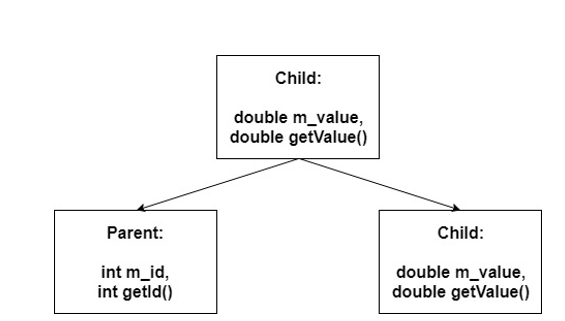 Child:
double m_value,
double getValue()
Parent:
int m_id,
int getId()
Child:
double m_value,
double getValue()